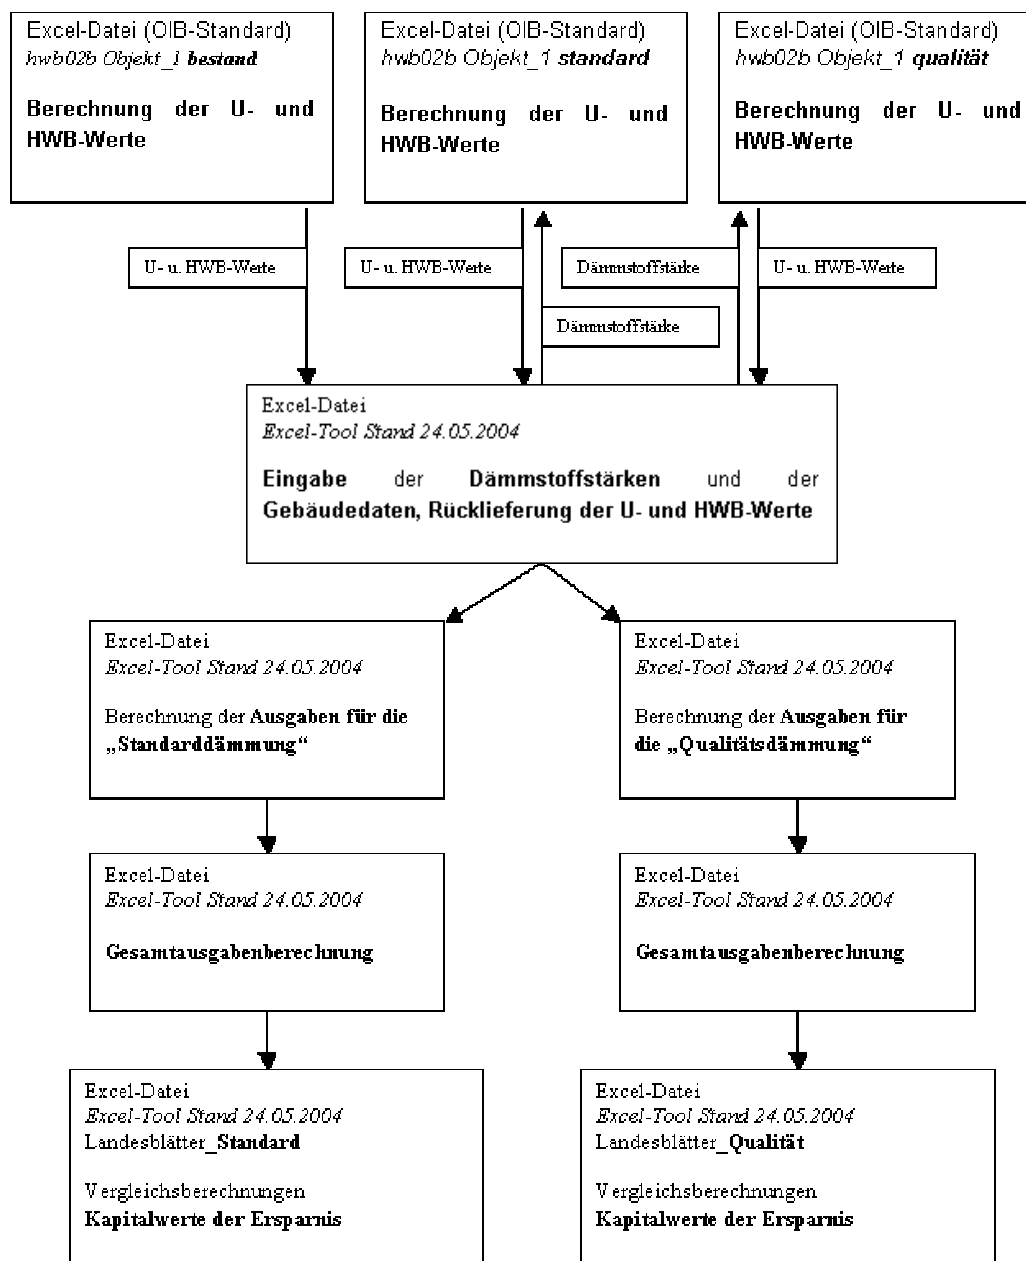 Excel-Datei (OIB-Standard)
hwb02b Objekt_1 bestand
Berechnung der U- und
HWB-Werte
Excel-Datei (OIB-Standard)
hwb02b Objekt_1 standard
Berechnung der U- und
HWB-Werte
Excel-Datei (OIB-Standard)
hwb02b Objekt_1 qualität
Berechnung der U- und
HWB-Werte
U- u. HWB-Werte
U- u. HWB-Werte
Dämmstoffstärke
U- u. HWB-Werte
Dämmstoffstärke
Excel-Datei
Excel-Tool Stand 24.05.2004
Eingabe der Dämmstoffstärken und der
Gebäudedaten, Rücklieferung der U- und HWB-Werte
Excel-Datei
Excel-Tool Stand 24.05.2004
Berechnung der Ausgaben für die
„Standarddämmung“
Excel-Datei
Excel-Tool Stand 24.05.2004
Berechnung der Ausgaben für
die „Qualitätsdämmung“
Excel-Datei
Excel-Tool Stand 24.05.2004
Gesamtausgabenberechnung
Excel-Datei
Excel-Tool Stand 24.05.2004
Gesamtausgabenberechnung
Excel-Datei
Excel-Tool Stand 24.05.2004
Landesblätter_Standard
Vergleichsberechnungen
Kapitalwerte der Ersparnis
Excel-Datei
Excel-Tool Stand 24.05.2004
Landesblätter_Qualität
Vergleichsberechnungen
Kapitalwerte der Ersparnis